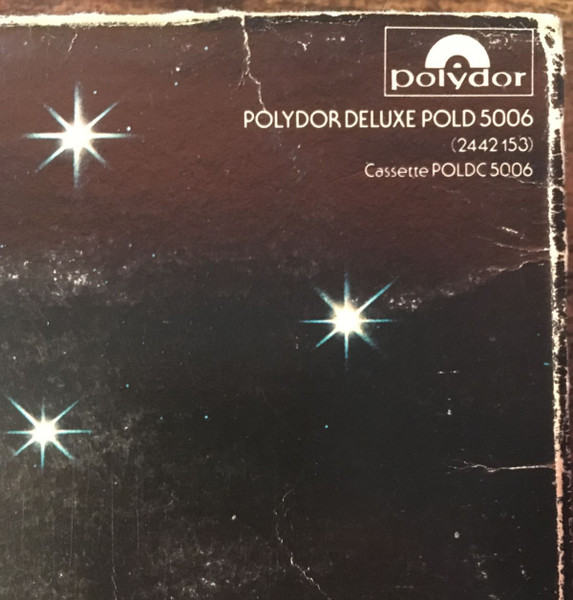 polydor
POLYDOR DELUXE POLD 5006
(2442 153)
Cassette POLDC 5006